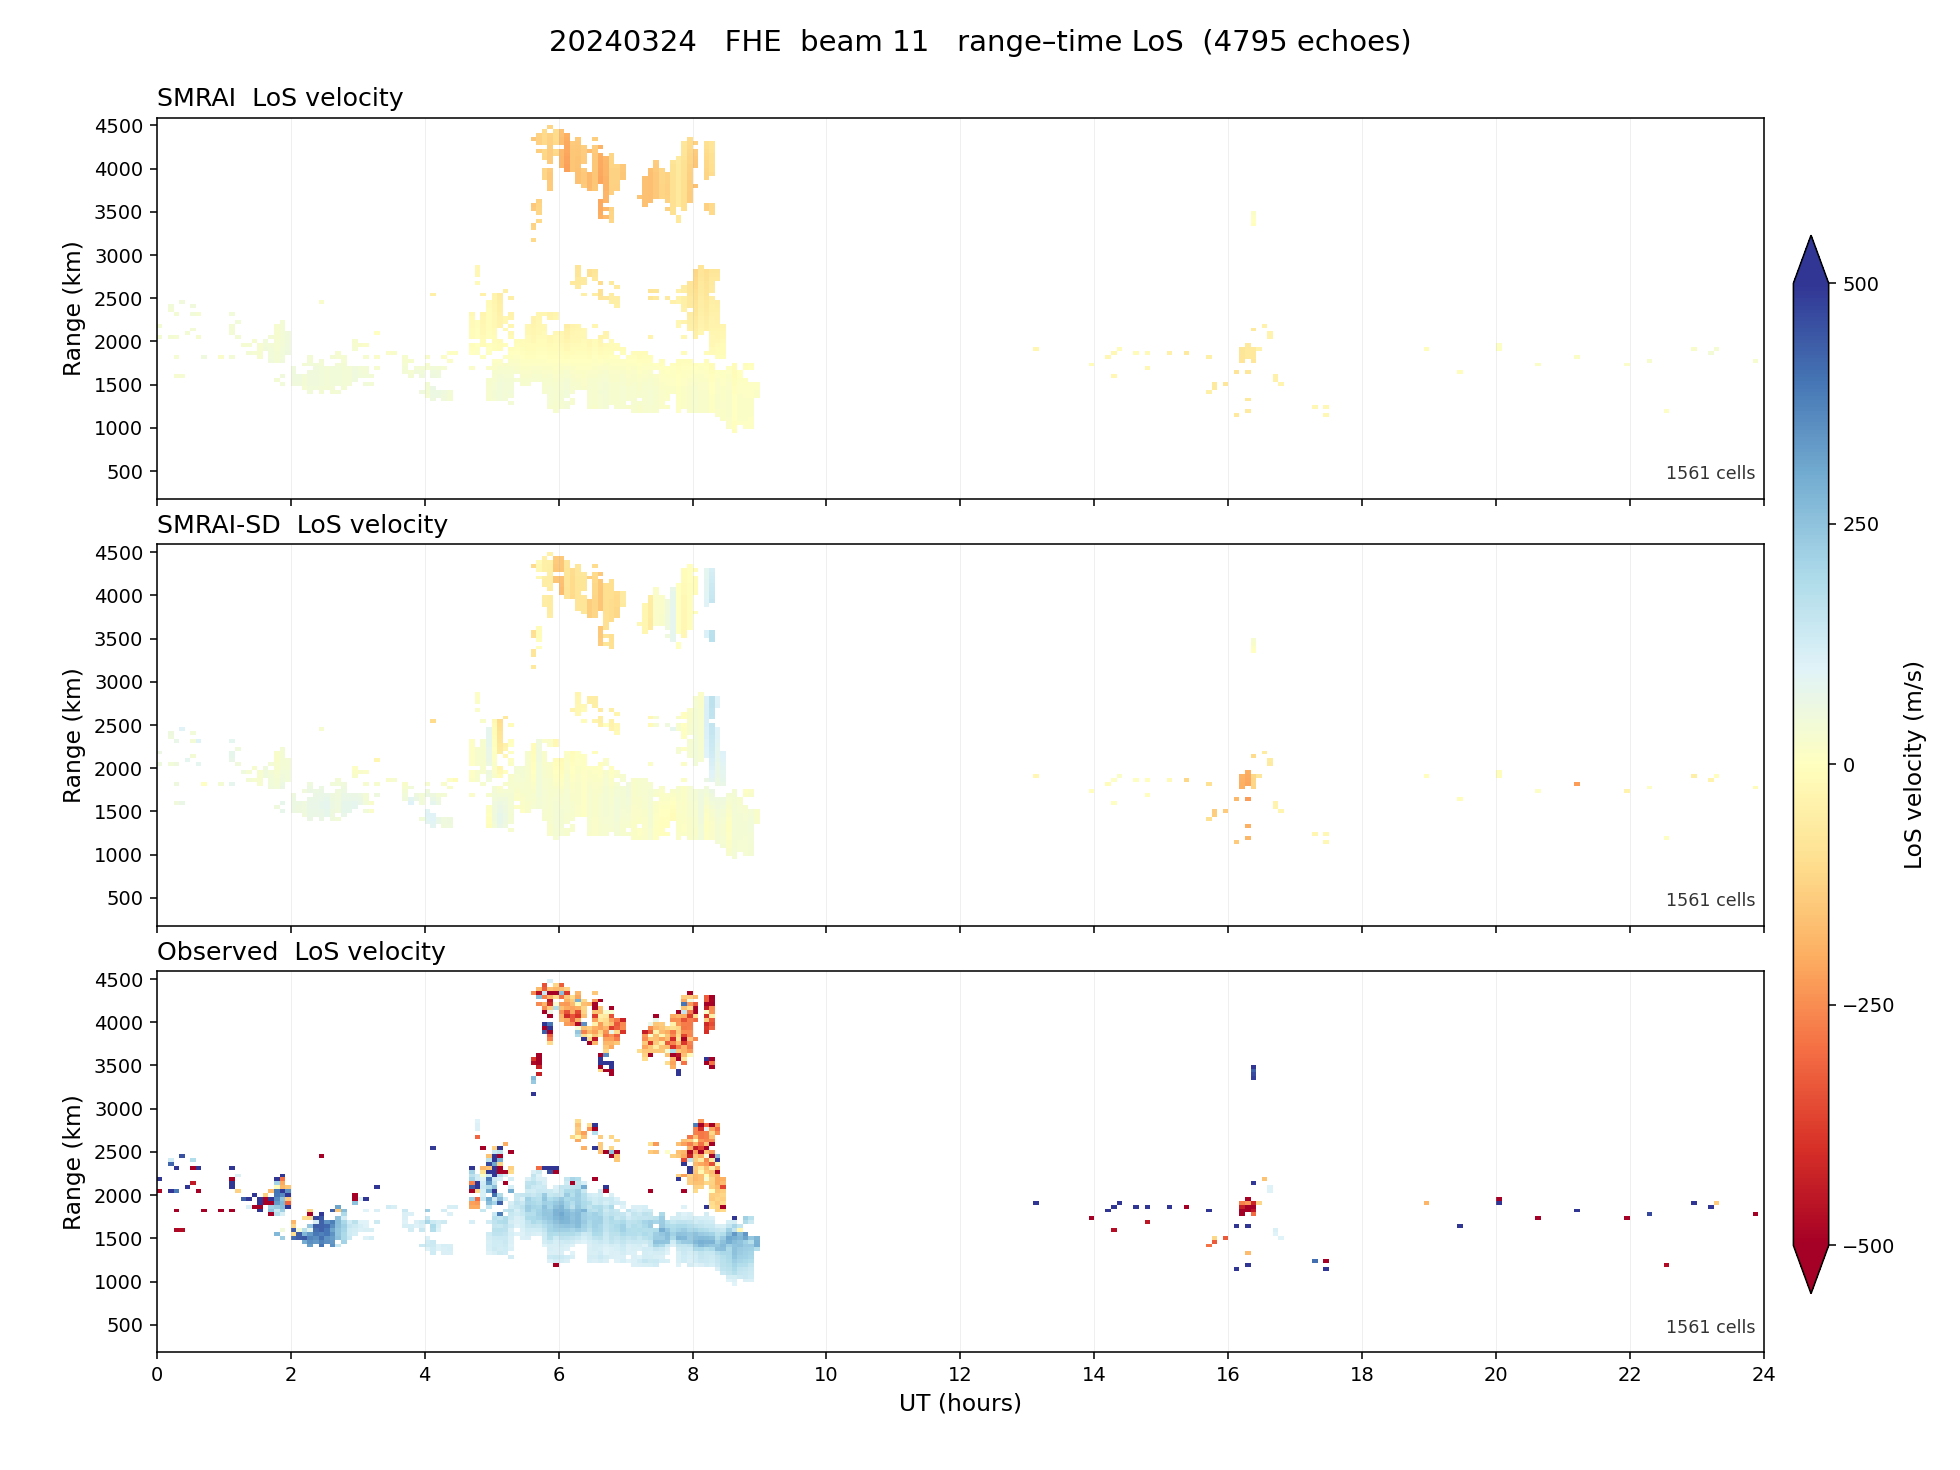 20240324 FHE beam 11 range–time LoS (4795 echoes)
SMRAI LoS velocity
4500
4000
3500
3000
2500
2000
1500
1000
500
Range (km)
1561 cells
SMRAI-SD LoS velocity
4500
4000
3500
3000
2500
2000
1500
1000
500
Range (km)
1561 cells
Observed LoS velocity
4500
4000
3500
3000
2500
2000
1500
1000
500
Range (km)
1561 cells
0 2 4 6 8 10 12 14 16 18 20 22 24
UT (hours)
500
250
0
−250
−500
LoS velocity (m/s)